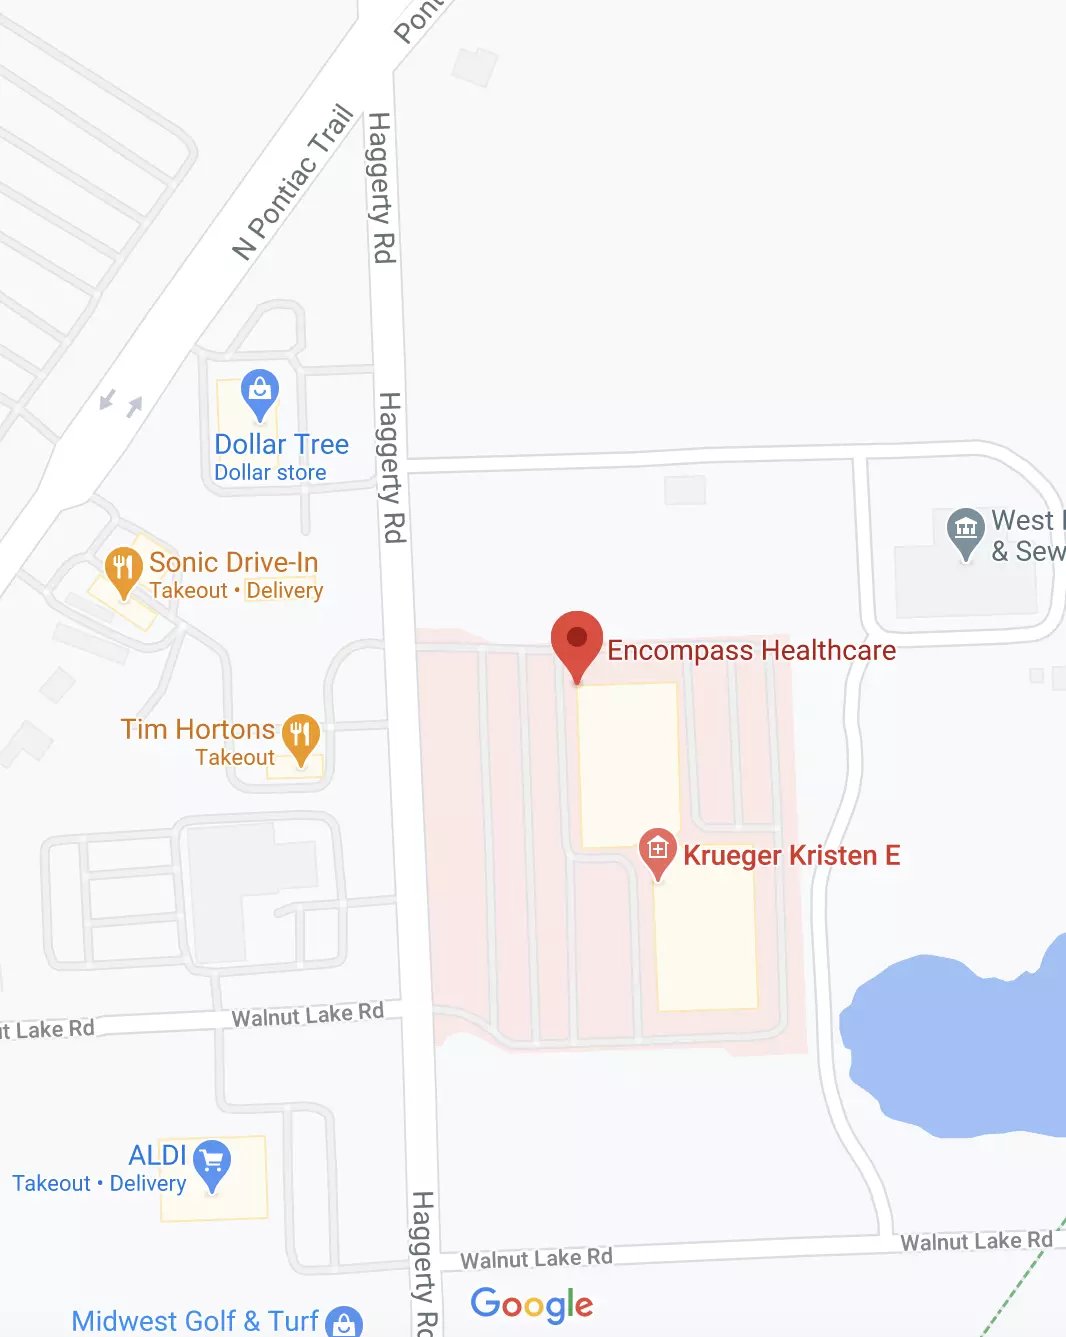 Pont
N Pontiac Trail
Haggerty Rd
Dollar Tree
Dollar store
Haggerty Rd
West
& Sew
Sonic Drive-In
Takeout • Delivery
Encompass Healthcare
Tim Hortons
Takeout
Krueger Kristen E
Walnut Lake Rd
ut Lake Rd
ALDI
Takeout • Delivery
Haggerty Rd
Walnut Lake Rd
Walnut Lake Rd
Google
Midwest Golf & Turf